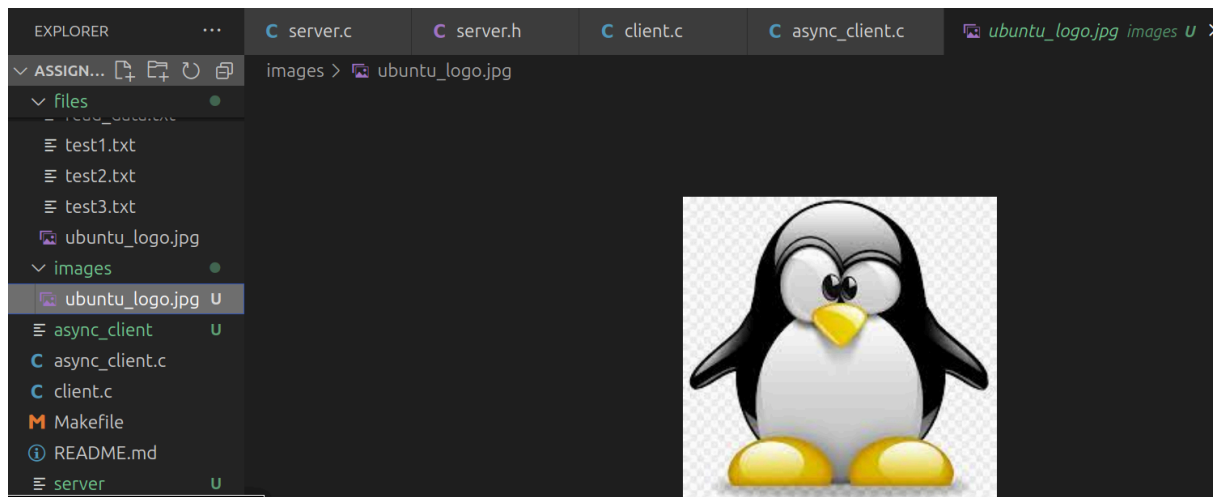 EXPLORER
server.c
server.h
client.c
async_client.c
ubuntu_logo.jpg images U
ASSIGN...
images > ubuntu_logo.jpg
files
test1.txt
test2.txt
test3.txt
ubuntu_logo.jpg
images
ubuntu_logo.jpg U
async_client U
async_client.c
client.c
Makefile
README.md
server U